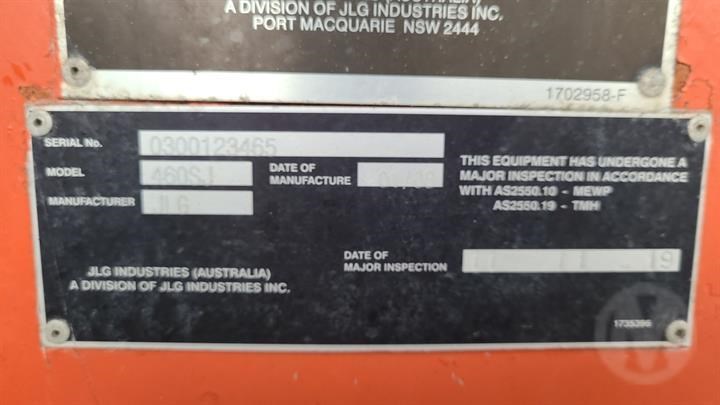 A DIVISION OF JLG INDUSTRIES INC.
PORT MACQUARIE NSW 2444
1702958-F
SERIAL No. 0300123465
MODEL 460SJ DATE OF MANUFACTURE
MANUFACTURER JLG
THIS EQUIPMENT HAS UNDERGONE A
MAJOR INSPECTION IN ACCORDANCE
WITH AS2550.10 - MEWP
AS2550.19 - TMH
JLG INDUSTRIES (AUSTRALIA)
A DIVISION OF JLG INDUSTRIES INC.
DATE OF
MAJOR INSPECTION
1735395